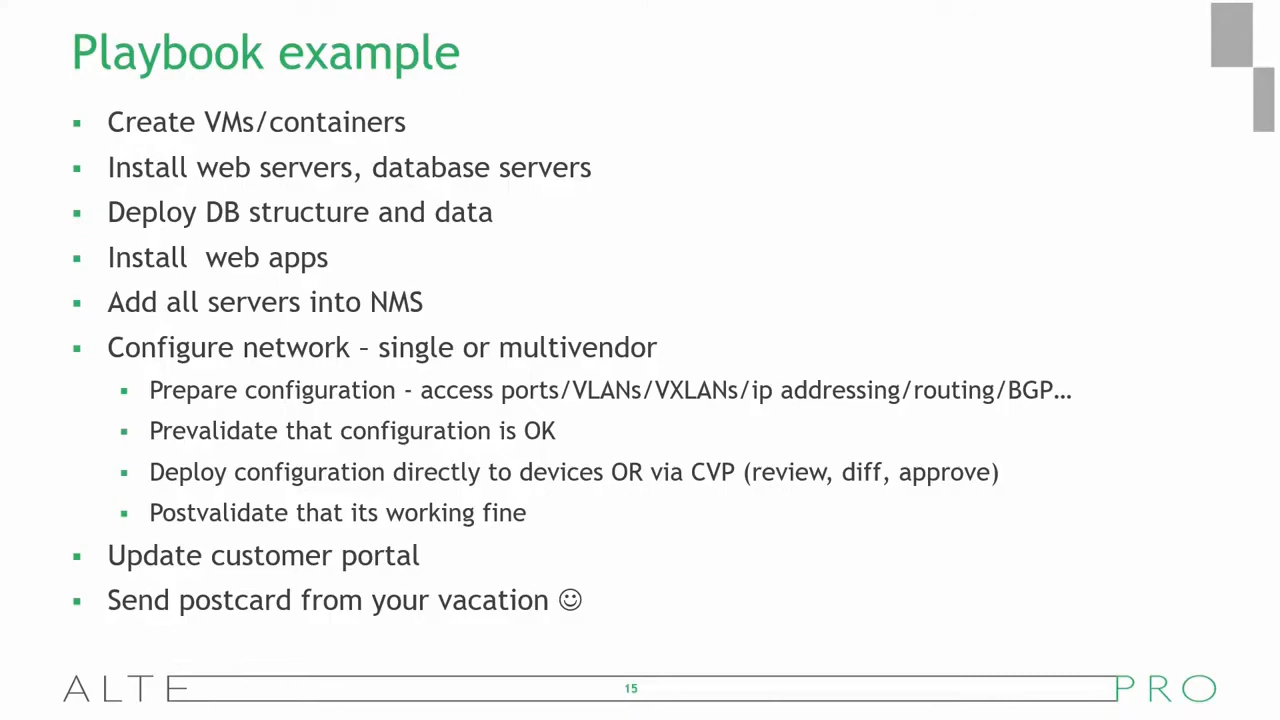 Playbook example
▪ Create VMs/containers
▪ Install web servers, database servers
▪ Deploy DB structure and data
▪ Install  web apps
▪ Add all servers into NMS
▪ Configure network – single or multivendor
▪ Prepare configuration - access ports/VLANs/VXLANs/ip addressing/routing/BGP…
▪ Prevalidate that configuration is OK
▪ Deploy configuration directly to devices OR via CVP (review, diff, approve)
▪ Postvalidate that its working fine
▪ Update customer portal
▪ Send postcard from your vacation ☺
ALTE 15 PRO